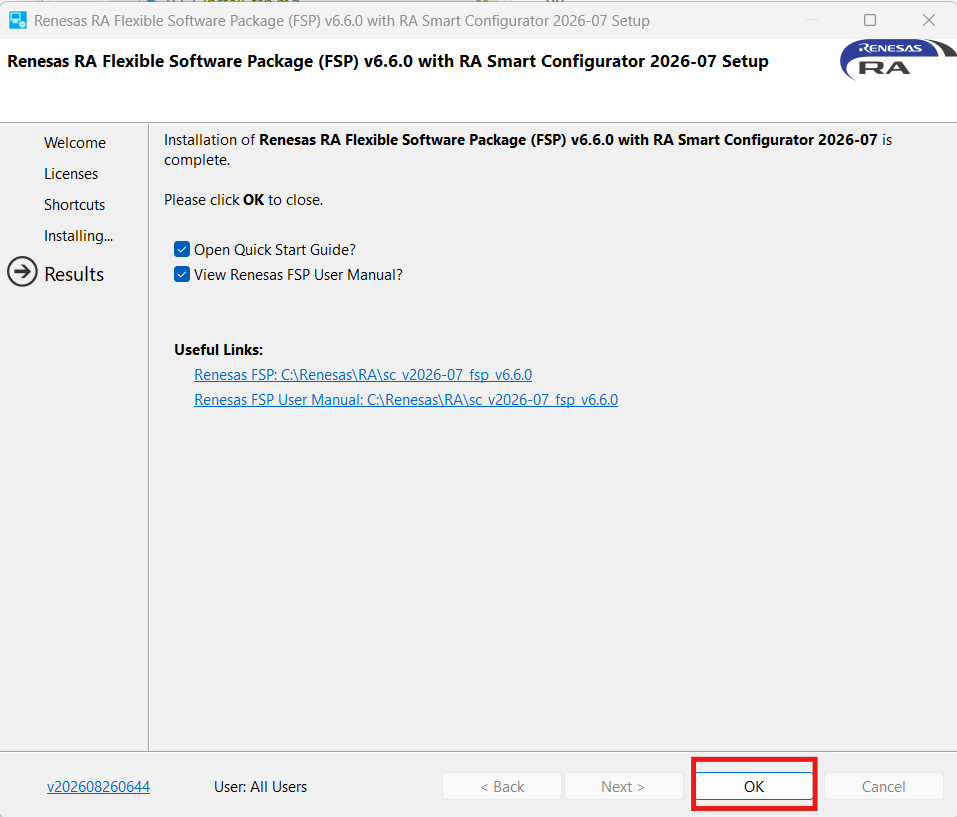 Renesas RA Flexible Software Package (FSP) v6.6.0 with RA Smart Configurator 2026-07 Setup
Renesas RA Flexible Software Package (FSP) v6.6.0 with RA Smart Configurator 2026-07 Setup
RENESAS
RA
Welcome
Licenses
Shortcuts
Installing...
Results
Installation of Renesas RA Flexible Software Package (FSP) v6.6.0 with RA Smart Configurator 2026-07 is
complete.
Please click OK to close.
Open Quick Start Guide?
View Renesas FSP User Manual?
Useful Links:
Renesas FSP: C:\Renesas\RA\sc_v2026-07_fsp_v6.6.0
Renesas FSP User Manual: C:\Renesas\RA\sc_v2026-07_fsp_v6.6.0
v202608260644
User: All Users
< Back
Next >
OK
Cancel